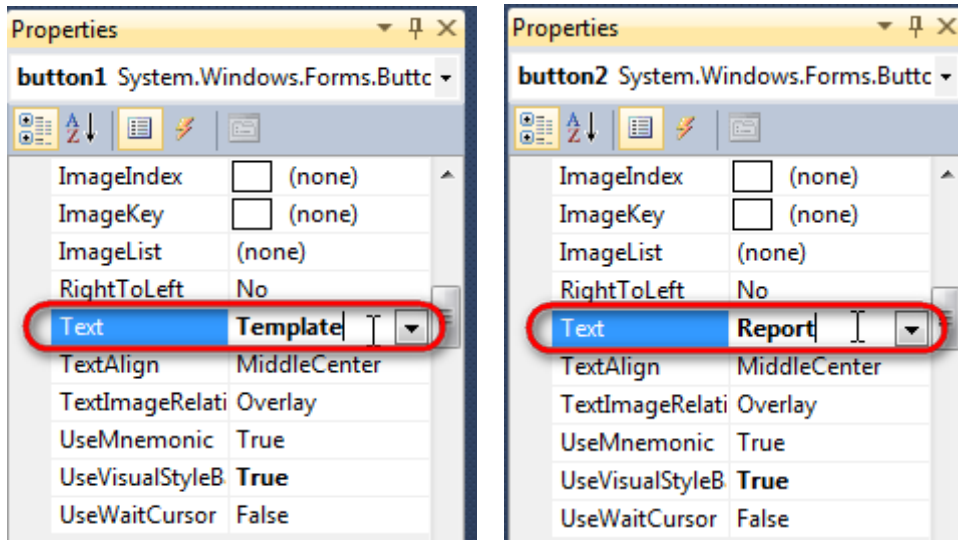 Properties
button1 System.Windows.Forms.Buttc
ImageIndex (none)
ImageKey (none)
ImageList (none)
RightToLeft No
Text Template
TextAlign MiddleCenter
TextImageRelati Overlay
UseMnemonic True
UseVisualStyleB True
UseWaitCursor False
Properties
button2 System.Windows.Forms.Buttc
ImageIndex (none)
ImageKey (none)
ImageList (none)
RightToLeft No
Text Report
TextAlign MiddleCenter
TextImageRelati Overlay
UseMnemonic True
UseVisualStyleB True
UseWaitCursor False